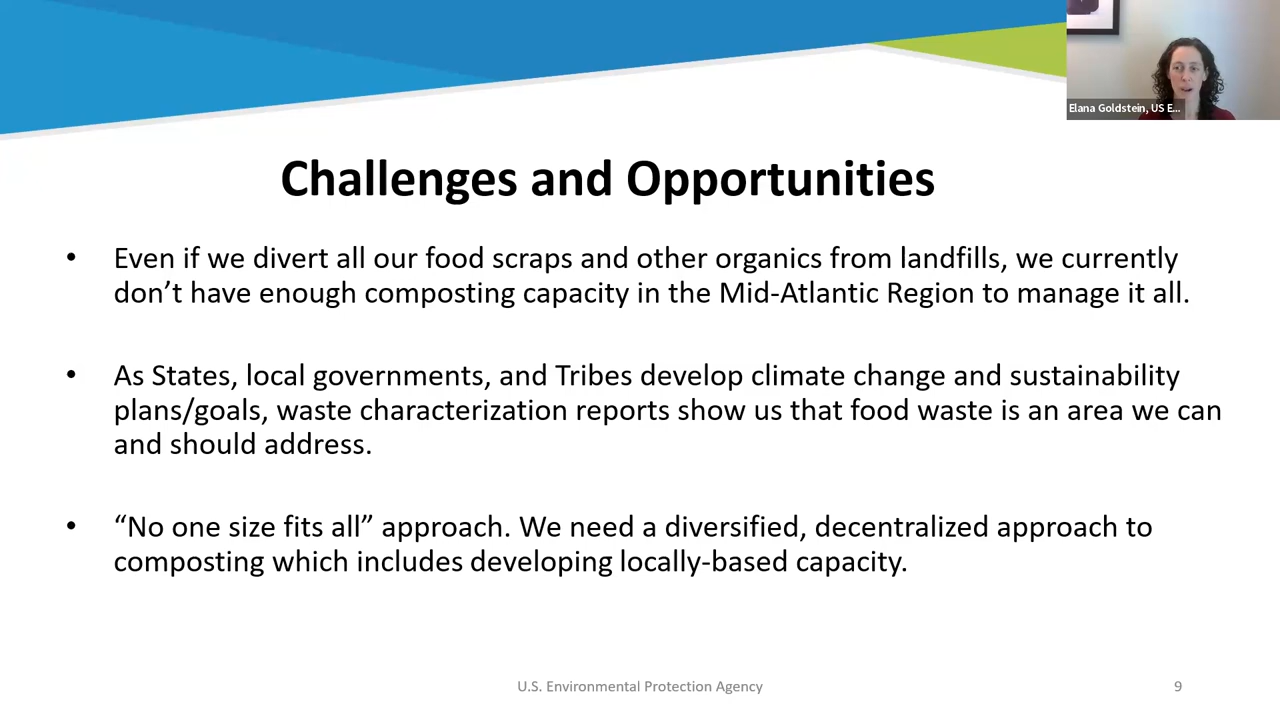 Elana Goldstein, US E...
Challenges and Opportunities
• Even if we divert all our food scraps and other organics from landfills, we currently
don’t have enough composting capacity in the Mid-Atlantic Region to manage it all.
• As States, local governments, and Tribes develop climate change and sustainability
plans/goals, waste characterization reports show us that food waste is an area we can
and should address.
• “No one size fits all” approach. We need a diversified, decentralized approach to
composting which includes developing locally-based capacity.
U.S. Environmental Protection Agency
9